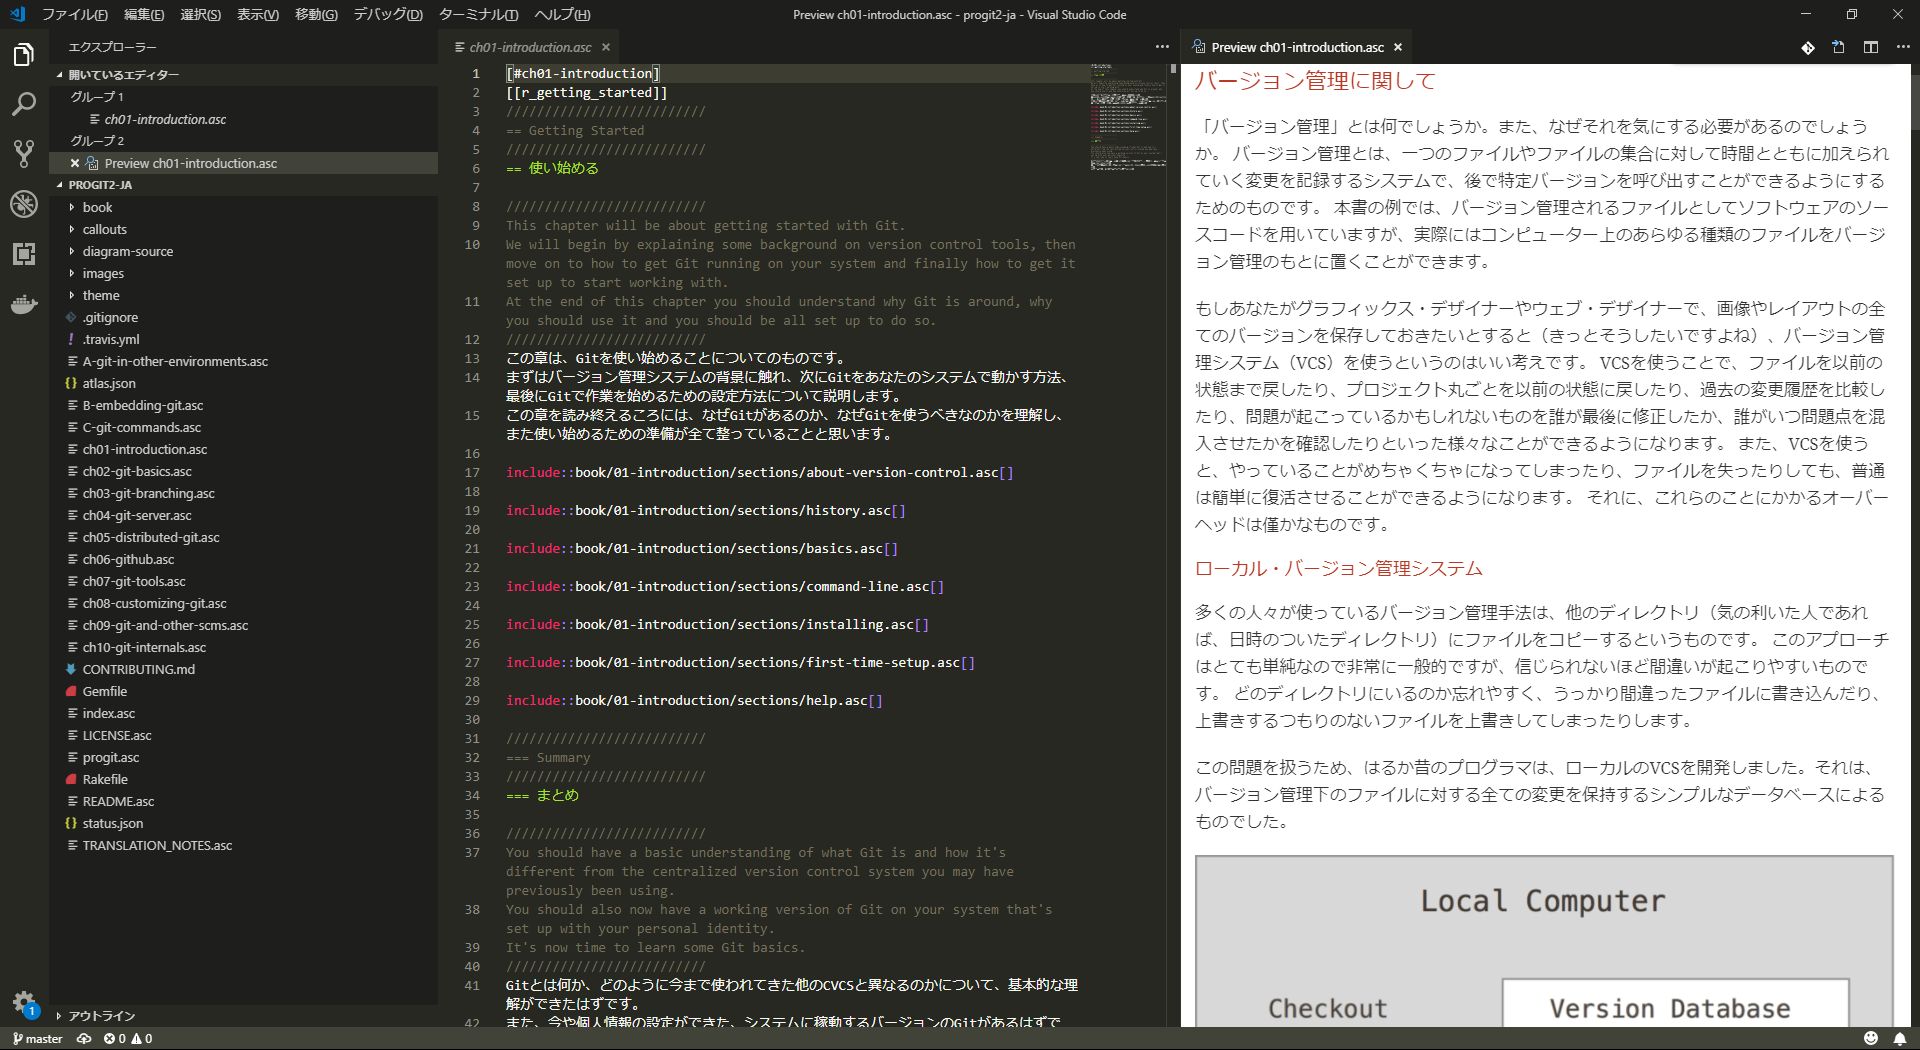 ファイル(F) 編集(E) 選択(S) 表示(V) 移動(G) デバッグ(D) ターミナル(T) ヘルプ(H)
Preview ch01-introduction.asc - progit2-ja - Visual Studio Code
エクスプローラー
開いているエディター
グループ 1
ch01-introduction.asc
グループ 2
Preview ch01-introduction.asc
PROGIT2-JA
book
callouts
diagram-source
images
theme
.gitignore
.travis.yml
A-git-in-other-environments.asc
atlas.json
B-embedding-git.asc
C-git-commands.asc
ch01-introduction.asc
ch02-git-basics.asc
ch03-git-branching.asc
ch04-git-server.asc
ch05-distributed-git.asc
ch06-github.asc
ch07-git-tools.asc
ch08-customizing-git.asc
ch09-git-and-other-scms.asc
ch10-git-internals.asc
CONTRIBUTING.md
Gemfile
index.asc
LICENSE.asc
progit.asc
Rakefile
README.asc
status.json
TRANSLATION_NOTES.asc
アウトライン
1
ch01-introduction.asc
1 [#ch01-introduction]
2 [[r_getting_started]]
3 //////////////////////////
4 == Getting Started
5 //////////////////////////
6 == 使い始める
7
8 //////////////////////////
9 This chapter will be about getting started with Git.
10 We will begin by explaining some background on version control tools, then
move on to how to get Git running on your system and finally how to get it
set up to start working with.
11 At the end of this chapter you should understand why Git is around, why
you should use it and you should be all set up to do so.
12 //////////////////////////
13 この章は、Gitを使い始めることについてのものです。
14 まずはバージョン管理システムの背景に触れ、次にGitをあなたのシステムで動かす方法、
最後にGitで作業を始めるための設定方法について説明します。
15 この章を読み終えるころには、なぜGitがあるのか、なぜGitを使うべきなのかを理解し、
また使い始めるための準備が全て整っていることと思います。
16
17 include::book/01-introduction/sections/about-version-control.asc[]
18
19 include::book/01-introduction/sections/history.asc[]
20
21 include::book/01-introduction/sections/basics.asc[]
22
23 include::book/01-introduction/sections/command-line.asc[]
24
25 include::book/01-introduction/sections/installing.asc[]
26
27 include::book/01-introduction/sections/first-time-setup.asc[]
28
29 include::book/01-introduction/sections/help.asc[]
30
31 //////////////////////////
32 === Summary
33 //////////////////////////
34 === まとめ
35
36 //////////////////////////
37 You should have a basic understanding of what Git is and how it's
different from the centralized version control system you may have
previously been using.
38 You should also now have a working version of Git on your system that's
set up with your personal identity.
39 It's now time to learn some Git basics.
40 //////////////////////////
41 Gitとは何か、どのように今まで使われてきた他のCVCSと異なるのかについて、基本的な理
解ができたはずです。
42 また、今や個人情報の設定ができた、システムに稼動するバージョンのGitがあるはずで
Preview ch01-introduction.asc
バージョン管理に関して
「バージョン管理」とは何でしょうか。また、なぜそれを気にする必要があるのでしょう
か。 バージョン管理とは、一つのファイルやファイルの集合に対して時間とともに加えられ
ていく変更を記録するシステムで、後で特定バージョンを呼び出すことができるようにする
ためのものです。 本書の例では、バージョン管理されるファイルとしてソフトウェアのソー
スコードを用いていますが、実際にはコンピューター上のあらゆる種類のファイルをバージ
ョン管理のもとに置くことができます。
もしあなたがグラフィックス・デザイナーやウェブ・デザイナーで、画像やレイアウトの全
てのバージョンを保存しておきたいとすると（きっとそうしたいですよね）、バージョン管
理システム（VCS）を使うというのはいい考えです。 VCSを使うことで、ファイルを以前の
状態まで戻したり、プロジェクト丸ごとを以前の状態に戻したり、過去の変更履歴を比較し
たり、問題が起こっているかもしれないものを誰が最後に修正したか、誰がいつ問題点を混
入させたかを確認したりといった様々なことができるようになります。 また、VCSを使う
と、やっていることがめちゃくちゃになってしまったり、ファイルを失ったりしても、普通
は簡単に復活させることができるようになります。 それに、これらのことにかかるオーバー
ヘッドは僅かなものです。
ローカル・バージョン管理システム
多くの人々が使っているバージョン管理手法は、他のディレクトリ（気の利いた人であれ
ば、日時のついたディレクトリ）にファイルをコピーするというものです。 このアプローチ
はとても単純なので非常に一般的ですが、信じられないほど間違いが起こりやすいもので
す。 どのディレクトリにいるのか忘れやすく、うっかり間違ったファイルに書き込んだり、
上書きするつもりのないファイルを上書きしてしまったりします。
この問題を扱うため、はるか昔のプログラマは、ローカルのVCSを開発しました。それは、
バージョン管理下のファイルに対する全ての変更を保持するシンプルなデータベースによる
ものでした。
Local Computer
Checkout
Version Database
master 0 0